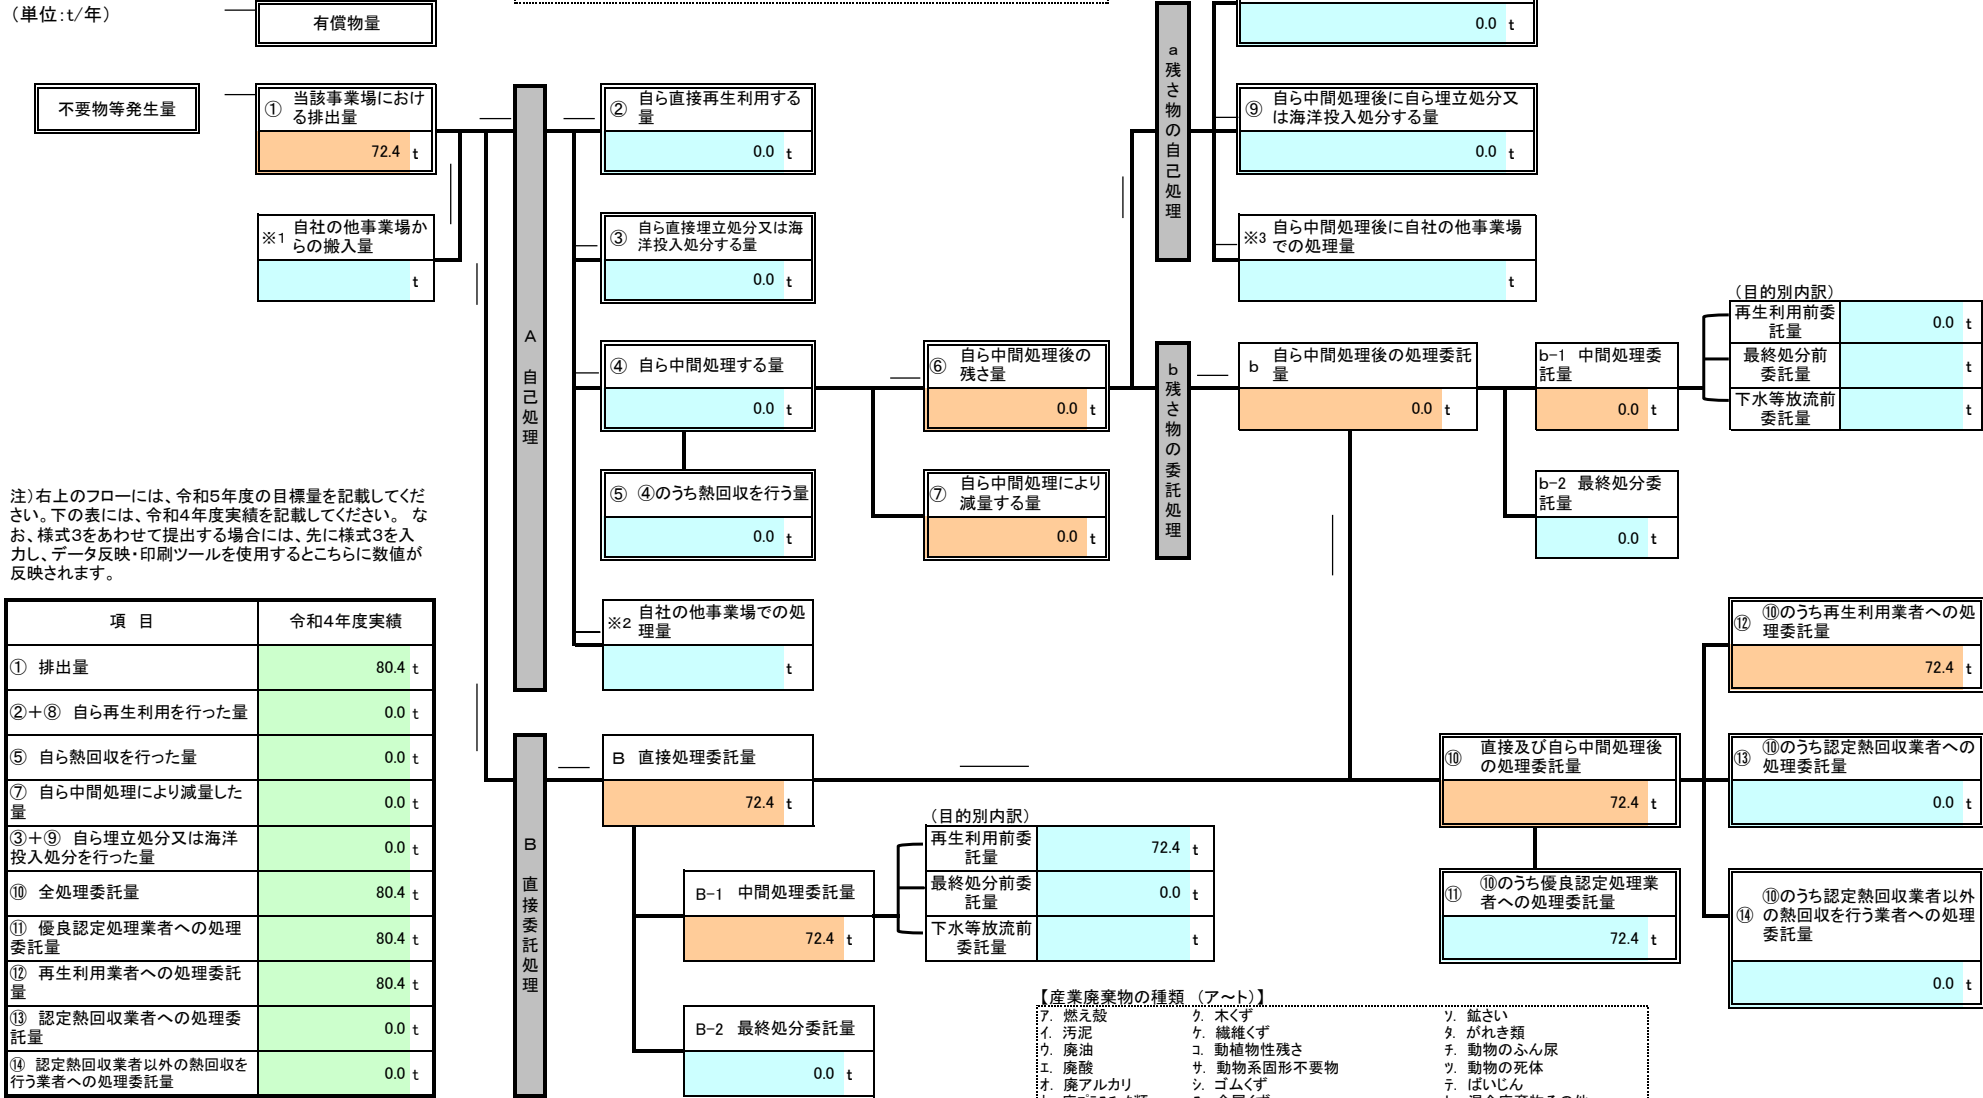 （単位：t/年）
有償物量
0.0 t
不要物等発生量
① 当該事業場におけ
る排出量
72.4 t
※1 自社の他事業場か
らの搬入量
t
A 自己処理
② 自ら直接再生利用する
量
0.0 t
③ 自ら直接埋立処分又は海
洋投入処分する量
0.0 t
④ 自ら中間処理する量
0.0 t
⑤ ④のうち熱回収を行う量
0.0 t
※2 自社の他事業場での処
理量
t
⑥ 自ら中間処理後の
残さ量
0.0 t
⑦ 自ら中間処理により
減量する量
0.0 t
a 残さ物の自己処理
⑨ 自ら中間処理後に自ら埋立処分又
は海洋投入処分する量
0.0 t
※3 自ら中間処理後に自社の他事業場
での処理量
t
b 残さ物の委託処理
b 自ら中間処理後の処理委託
量
0.0 t
b-1 中間処理委
託量
0.0 t
b-2 最終処分委
託量
0.0 t
（目的別内訳）
再生利用前委
託量
0.0 t
最終処分前
委託量
t
下水等放流前
委託量
t
注）右上のフローには、令和5年度の目標量を記載してくだ
さい。下の表には、令和4年度実績を記載してください。 な
お、様式3をあわせて提出する場合には、先に様式3を入
力し、データ反映・印刷ツールを使用するとこちらに数値が
反映されます。
項 目 令和4年度実績
① 排出量 80.4 t
②＋⑧ 自ら再生利用を行った量 0.0 t
⑤ 自ら熱回収を行った量 0.0 t
⑦ 自ら中間処理により減量した
量 0.0 t
③＋⑨ 自ら埋立処分又は海洋
投入処分を行った量 0.0 t
⑩ 全処理委託量 80.4 t
⑪ 優良認定処理業者への処理
委託量 80.4 t
⑫ 再生利用業者への処理委託
量 80.4 t
⑬ 認定熱回収業者への処理委
託量 0.0 t
⑭ 認定熱回収業者以外の熱回収を
行う業者への処理委託量 0.0 t
B 直接委託処理
B 直接処理委託量
72.4 t
B-1 中間処理委託量
72.4 t
B-2 最終処分委託量
0.0 t
（目的別内訳）
再生利用前委
託量
72.4 t
最終処分前委
託量
0.0 t
下水等放流前
委託量
t
⑩ 直接及び自ら中間処理後
の処理委託量
72.4 t
⑪ ⑩のうち優良認定処理業
者への処理委託量
72.4 t
⑫ ⑩のうち再生利用業者への処
理委託量
72.4 t
⑬ ⑩のうち認定熱回収業者への
処理委託量
0.0 t
⑭ ⑩のうち認定熱回収業者以外
の熱回収を行う業者への処理
委託量
0.0 t
【産業廃棄物の種類 （ア～ト）】
ア. 燃え殻 ク. 木くず ソ. 鉱さい
イ. 汚泥 ケ. 繊維くず タ. がれき類
ウ. 廃油 コ. 動植物性残さ チ. 動物のふん尿
エ. 廃酸 サ. 動物系固形不要物 ツ. 動物の死体
オ. 廃アルカリ シ. ゴムくず テ. ばいじん